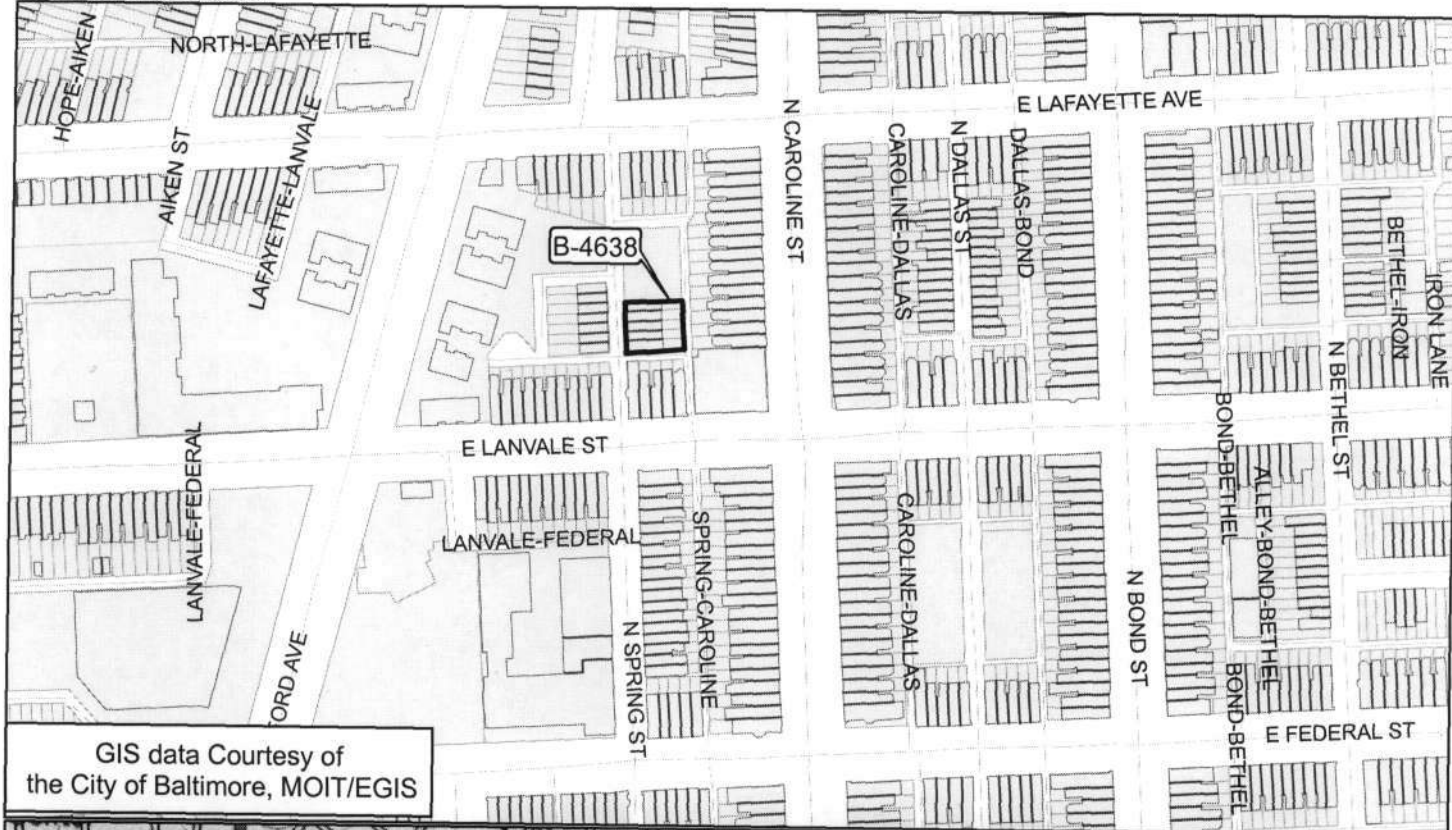 HOPE-AIKEN
NORTH-LAFAYETTE
AIKEN ST
LAFAYETTE-LANVALE
N CAROLINE ST
E LAFAYETTE AVE
CAROLINE-DALLAS
N DALLAS ST
DALLAS-BOND
B-4638
BETHEL-IRON
IRON LANE
N BETHEL ST
E LANVALE ST
LANVALE-FEDERAL
LANVALE-FEDERAL
SPRING-CAROLINE
N SPRING ST
CAROLINE-DALLAS
N BOND ST
BOND-BETHEL
ALLEY-BOND-BETHEL
BOND-BETHEL
FORD AVE
E FEDERAL ST
GIS data Courtesy of
the City of Baltimore, MOIT/EGIS